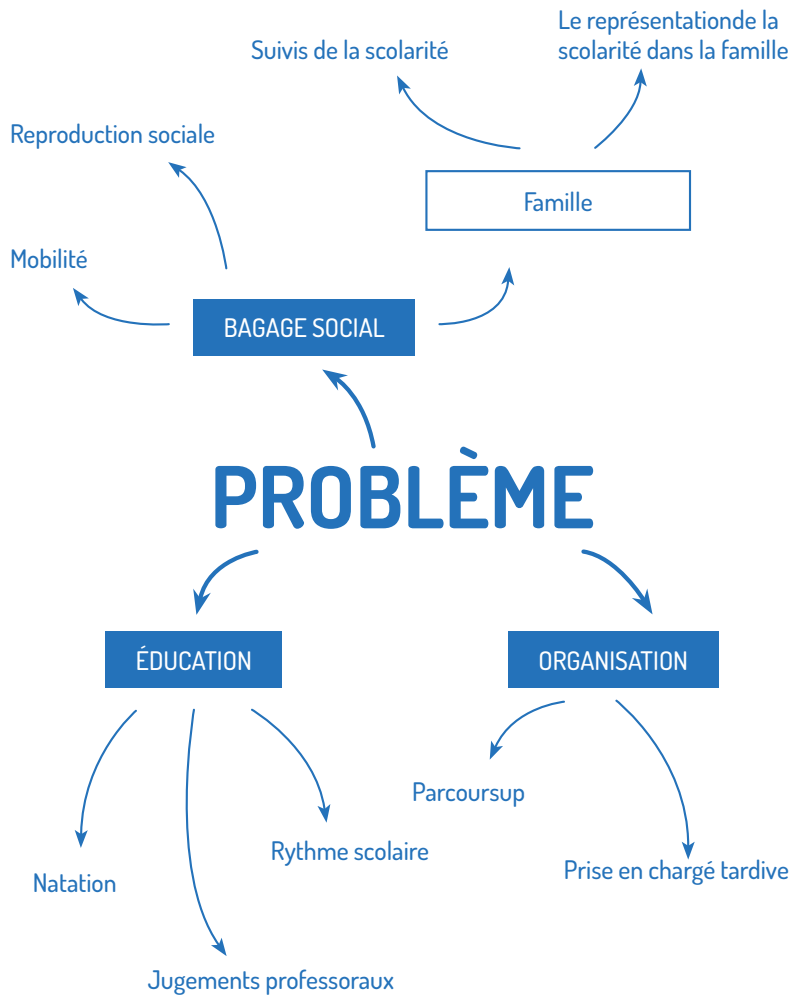 Le représentationde la
scolarité dans la famille
Suivis de la scolarité
Reproduction sociale
Famille
Mobilité
BAGAGE SOCIAL
PROBLÈME
ÉDUCATION
ORGANISATION
Parcoursup
Rythme scolaire
Prise en chargé tardive
Natation
Jugements professoraux